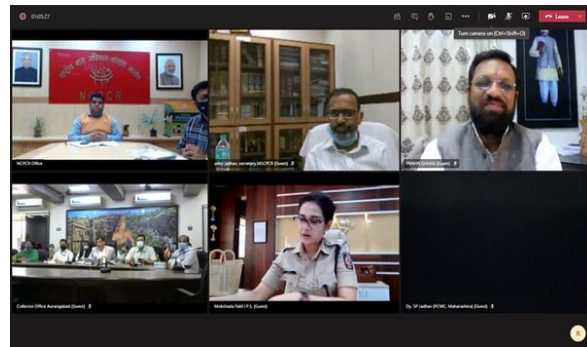 01:05:27
Leave
Turn camera on (Ctrl+Shift+O)
NCPCR
NCPCR Office
uday jadhav, secretary,MSCPCR (Guest)
PRAVIN GHUGE (Guest)
Collector Office Aurangabad (Guest)
Mokshada Patil I.P.S. (Guest)
Dy. SP Jadhav (PCWC, Maharashtra) (Guest)
R